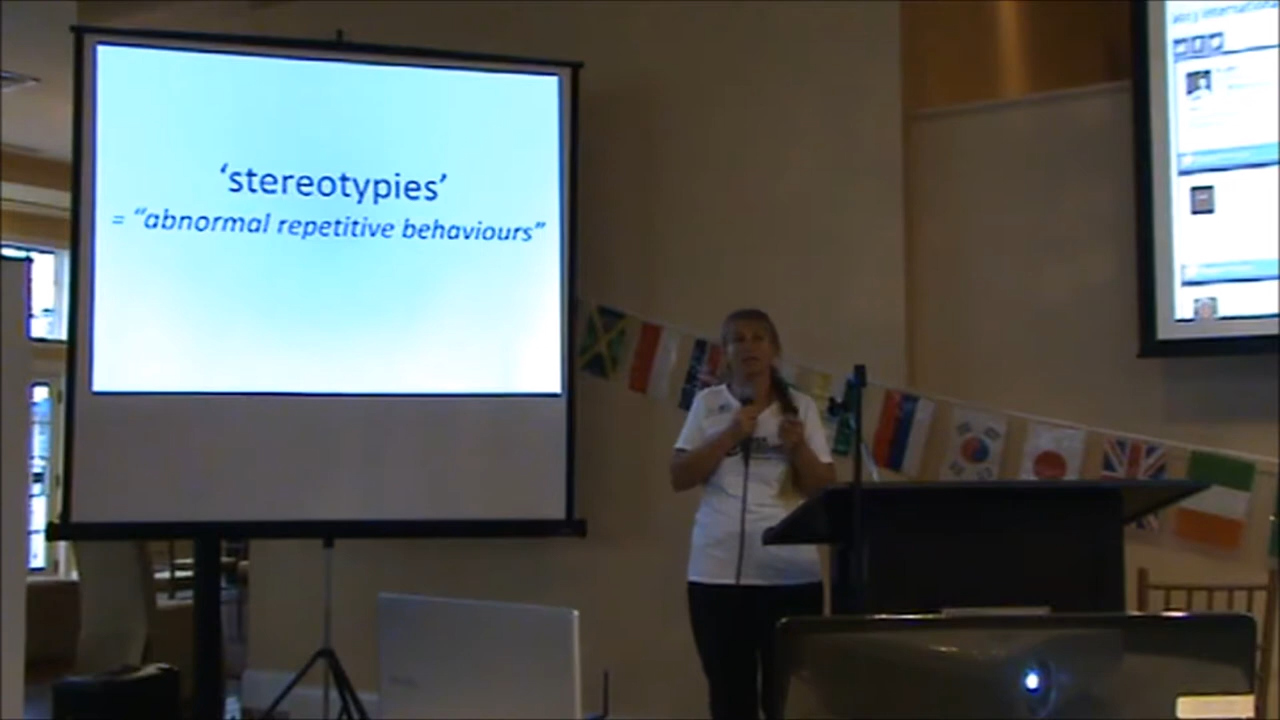 ‘stereotypies’
= “abnormal repetitive behaviours”